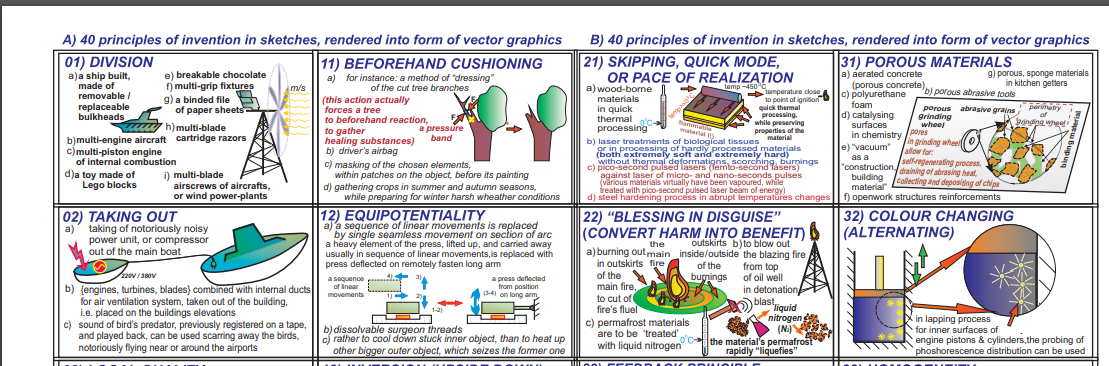 A) 40 principles of invention in sketches, rendered into form of vector graphics
B) 40 principles of invention in sketches, rendered into form of vector graphics
01) DIVISION
a) a ship built,
made of
removable /
replaceable
bulkheads
b) multi-engine aircraft
c) multi-piston engine
of internal combustion
d) a toy made of
Lego blocks
e) breakable chocolate
f) multi-grip fixtures
g) a binded file
of paper sheets
h) multi-blade
cartridge razors
i) multi-blade
airscrews of aircrafts,
or wind power-plants
m/s
11) BEFOREHAND CUSHIONING
a) for instance: a method of "dressing"
of the cut tree branches
(this action actually
forces a tree
to beforehand reaction,
to gather
healing substances)
F
F
a pressure
band
b) driver's airbag
c) masking of the chosen elements,
within patches on the object, before its painting
d) gathering crops in summer and autumn seasons,
while preparing for winter harsh wheather conditions
21) SKIPPING, QUICK MODE,
OR PACE OF REALIZATION
a) wood-borne
materials
in quick
thermal
processing
0°C
flammable
material (!)
temp ~450°C
temperature close
to point of ignition
quick thermal
processing,
while preserving
properties of the
material
b) laser treatments of biological tissues
or in processing of hardly processed materials
(both extremely soft and extremely hard)
without thermal deformations, scorching, burnings
c) pico-second pulsed lasers (femto-second lasers)
against laser of micro- and nano-seconds pulses
(various materials virtually have been vapoured, while
treated with pico-second pulsed laser beam of energy)
d) steel hardening process in abrupt temperatures changes
31) POROUS MATERIALS
a) aerated concrete
(porous concrete)
c) polyurethane
foam
d) catalysing
surfaces
in chemistry
e) "vacuum"
as a
"construction,
building
material"
f) openwork structures reinforcements
g) porous, sponge materials
in kitchen getters
b) porous abrasive tools
porous
grinding
wheel
abrasive grains
perimetry
of
grinding wheel
binding material
pores
in grinding wheel
allow for:
self-regenerating process,
draining of abrasing heat,
collecting and depositing of chips
02) TAKING OUT
a) taking of notoriously noisy
power unit, or compressor
out of the main boat
220V / 380V
b) {engines, turbines, blades} combined with internal ducts
for air ventilation system, taken out of the building,
i.e. placed on the buildings elevations
c) sound of bird's predator, previously registered on a tape,
and played back, can be used scarring away the birds,
notoriously flying near or around the airports
12) EQUIPOTENTIALITY
a) a sequence of linear movements is replaced
by single seamless movement on section of arc
a heavy element of the press, lifted up, and carried away
usually in sequence of linear movements,is replaced with
press deflected on remotely fasten long arm
a sequence
of linear
movements
4)
3)
1)
2)
1-2)
(3-4)
a press deflected
from position
on long arm
b) dissolvable surgeon threads
c) rather to cool down stuck inner object, than to heat up
other bigger outer object, which seizes the former one
22) "BLESSING IN DISGUISE"
(CONVERT HARM INTO BENEFIT)
a) burning out
in outskirts
of the
main fire,
to cut of
fire's fluel
the
main
fire
outskirts
inside/outside
of the
burnings
b) to blow out
the blazing fire
from top
of oil well
in detonation
blast
liquid
nitrogen
(N₂)
c) permafrost materials
are to be 'treated'
with liquid nitrogen
0°C
the material's permafrost
rapidly "liquefies"
32) COLOUR CHANGING
(ALTERNATING)
in lapping process
for inner surfaces of
engine pistons & cylinders,the probing of
phoshorescence distribution can be used